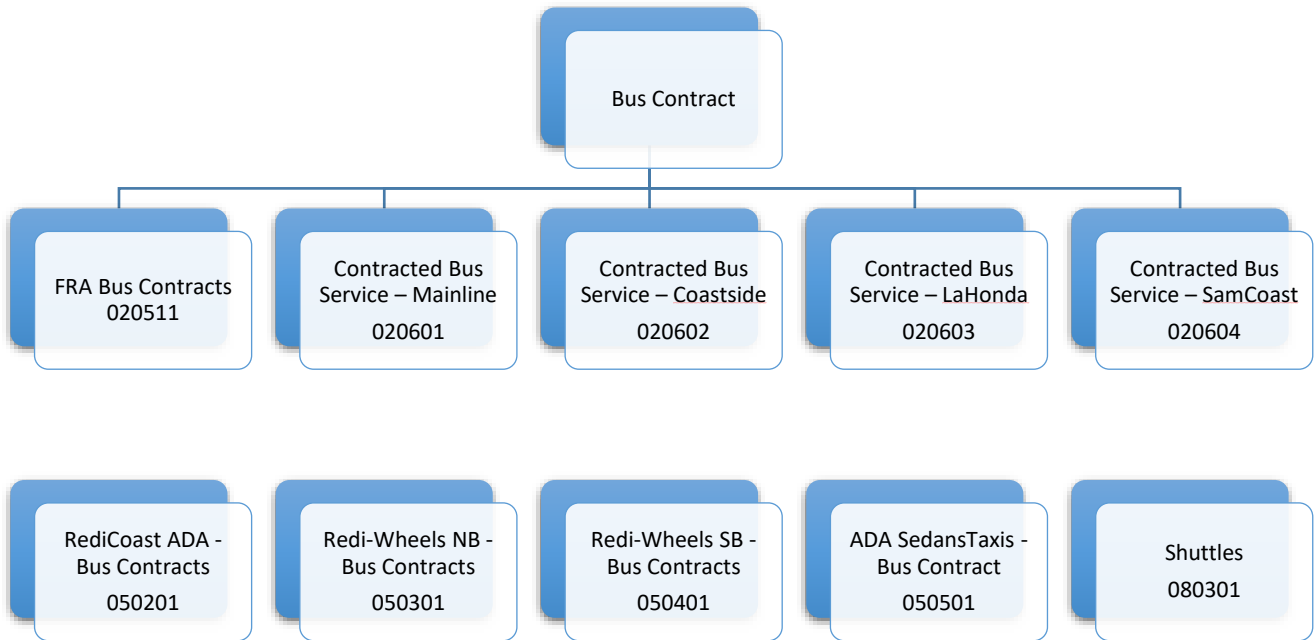 Bus Contract
FRA Bus Contracts
020511
Contracted Bus
Service – Mainline
020601
Contracted Bus
Service – Coastside
020602
Contracted Bus
Service – LaHonda
020603
Contracted Bus
Service – SamCoast
020604
RediCoast ADA -
Bus Contracts
050201
Redi-Wheels NB -
Bus Contracts
050301
Redi-Wheels SB -
Bus Contracts
050401
ADA SedansTaxis -
Bus Contract
050501
Shuttles
080301